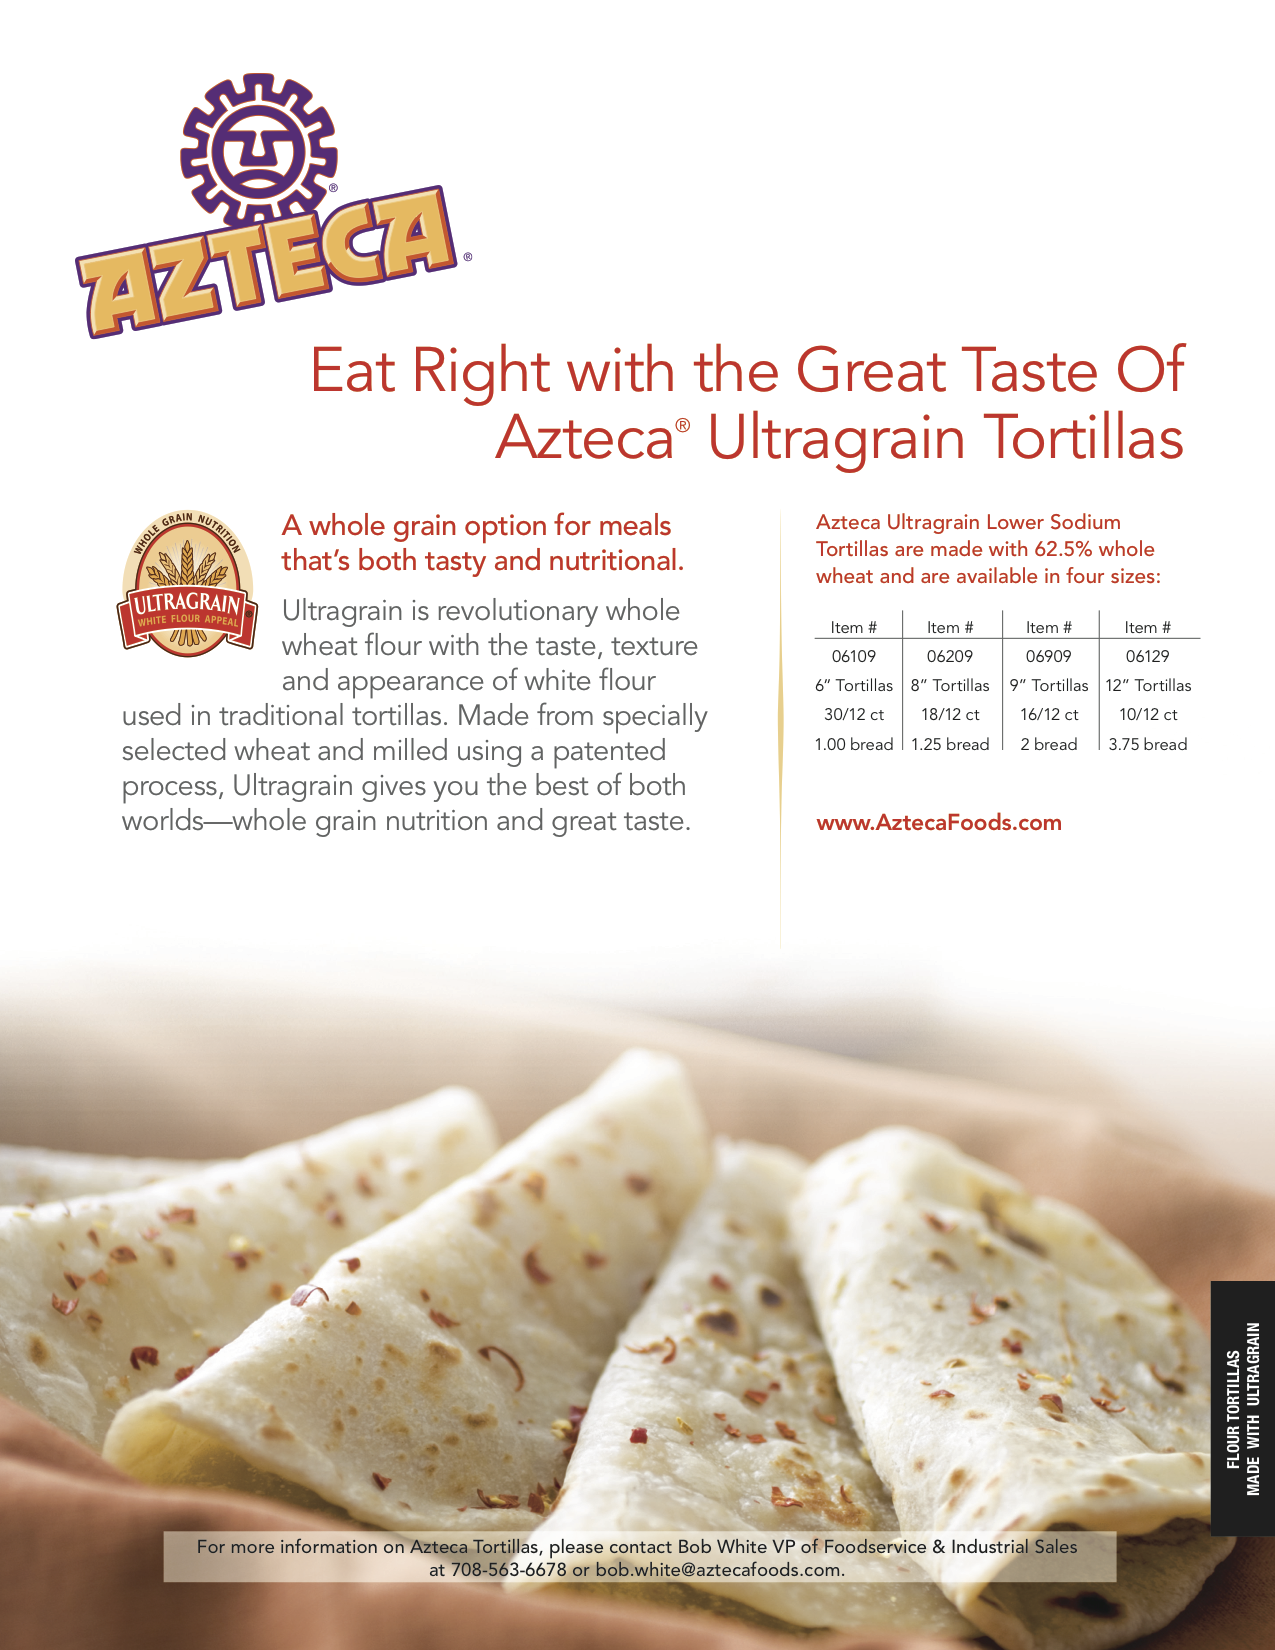 ®
AZTECA®
Eat Right with the Great Taste Of
Azteca® Ultragrain Tortillas
WHOLE GRAIN NUTRITION
ULTRAGRAIN®
WHITE FLOUR APPEAL
A whole grain option for meals
that’s both tasty and nutritional.
Ultragrain is revolutionary whole
wheat flour with the taste, texture
and appearance of white flour
used in traditional tortillas. Made from specially
selected wheat and milled using a patented
process, Ultragrain gives you the best of both
worlds—whole grain nutrition and great taste.
Azteca Ultragrain Lower Sodium
Tortillas are made with 62.5% whole
wheat and are available in four sizes:
Item # Item # Item # Item #
06109 06209 06909 06129
6” Tortillas 8” Tortillas 9” Tortillas 12” Tortillas
30/12 ct 18/12 ct 16/12 ct 10/12 ct
1.00 bread 1.25 bread 2 bread 3.75 bread
www.AztecaFoods.com
FLOUR TORTILLAS
MADE WITH ULTRAGRAIN
For more information on Azteca Tortillas, please contact Bob White VP of Foodservice & Industrial Sales
at 708-563-6678 or bob.white@aztecafoods.com.